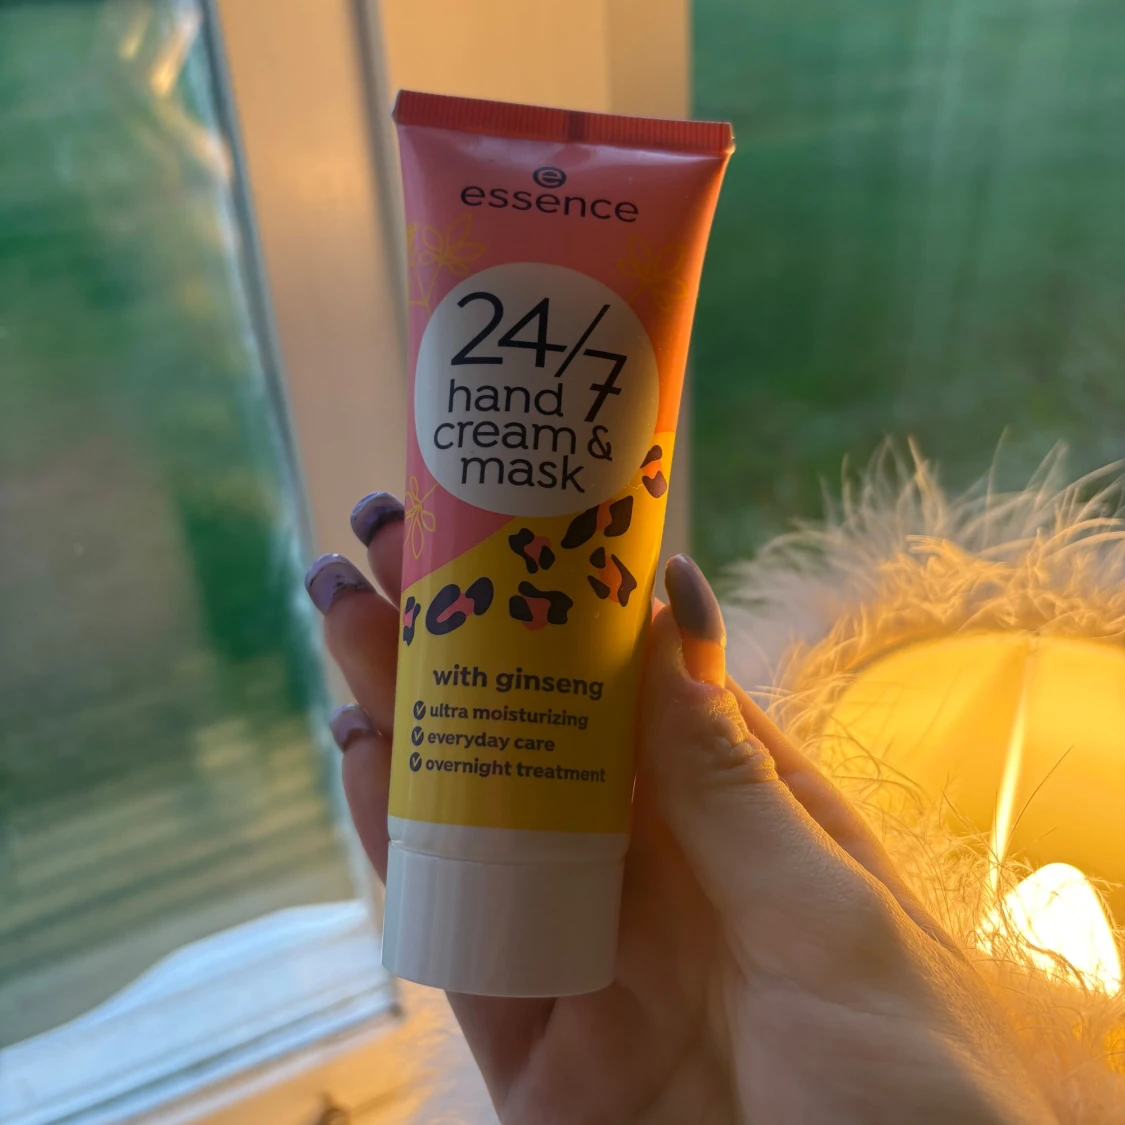 e
essence
24/7
hand
cream &
mask
with ginseng
ultra moisturizing
everyday care
overnight treatment